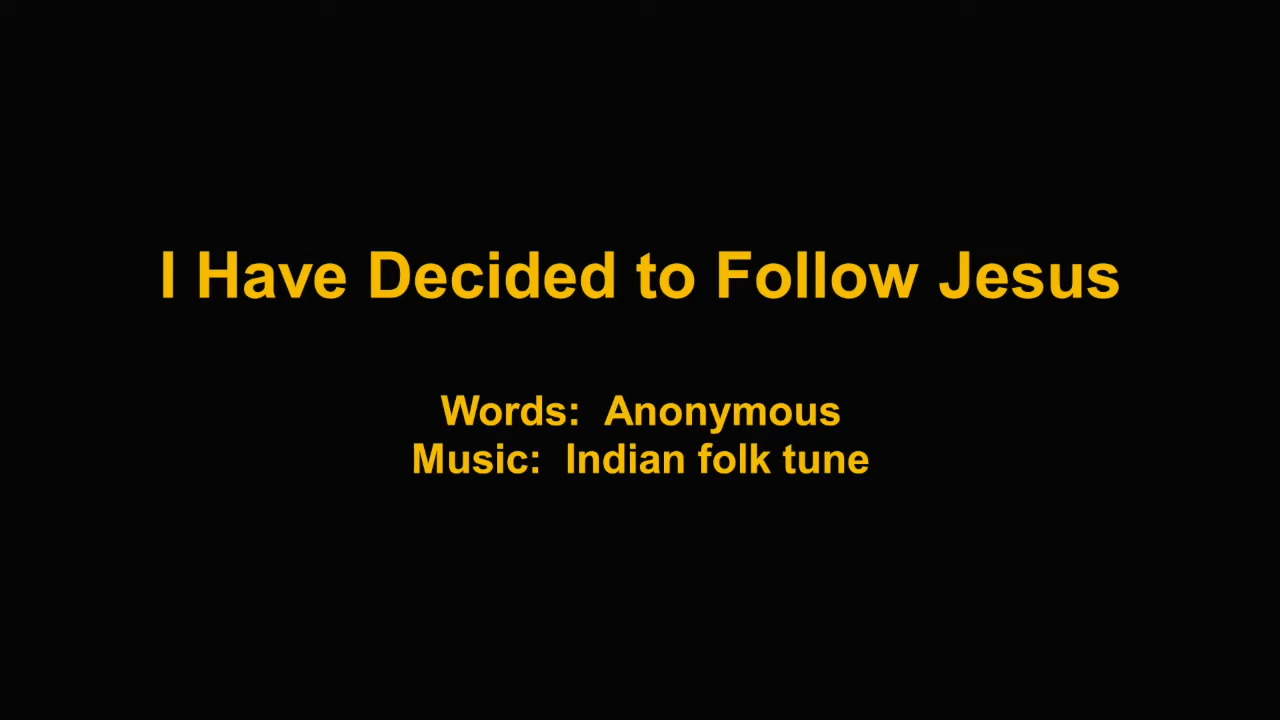 I Have Decided to Follow Jesus
Words:  Anonymous
Music:  Indian folk tune